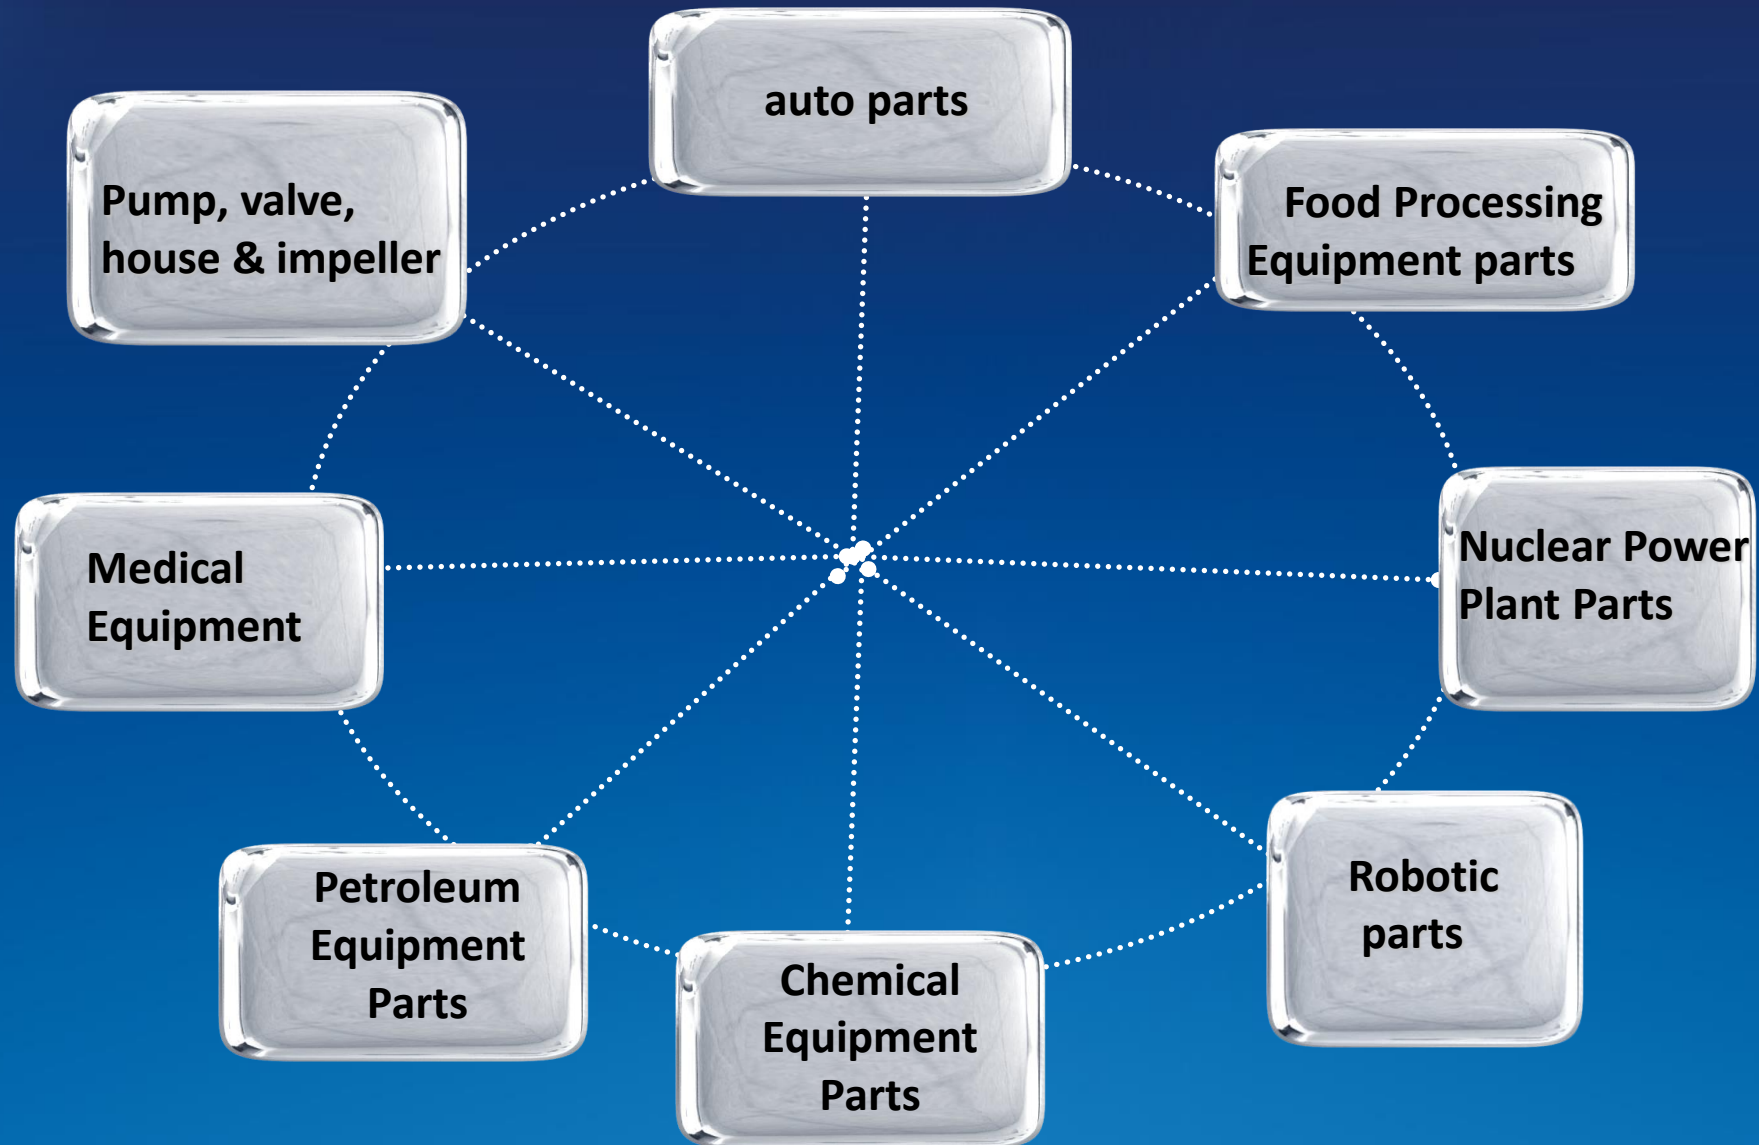 auto parts
Pump, valve,
house & impeller
Food Processing
Equipment parts
Medical
Equipment
Nuclear Power
Plant Parts
Petroleum
Equipment
Parts
Chemical
Equipment
Parts
Robotic
parts